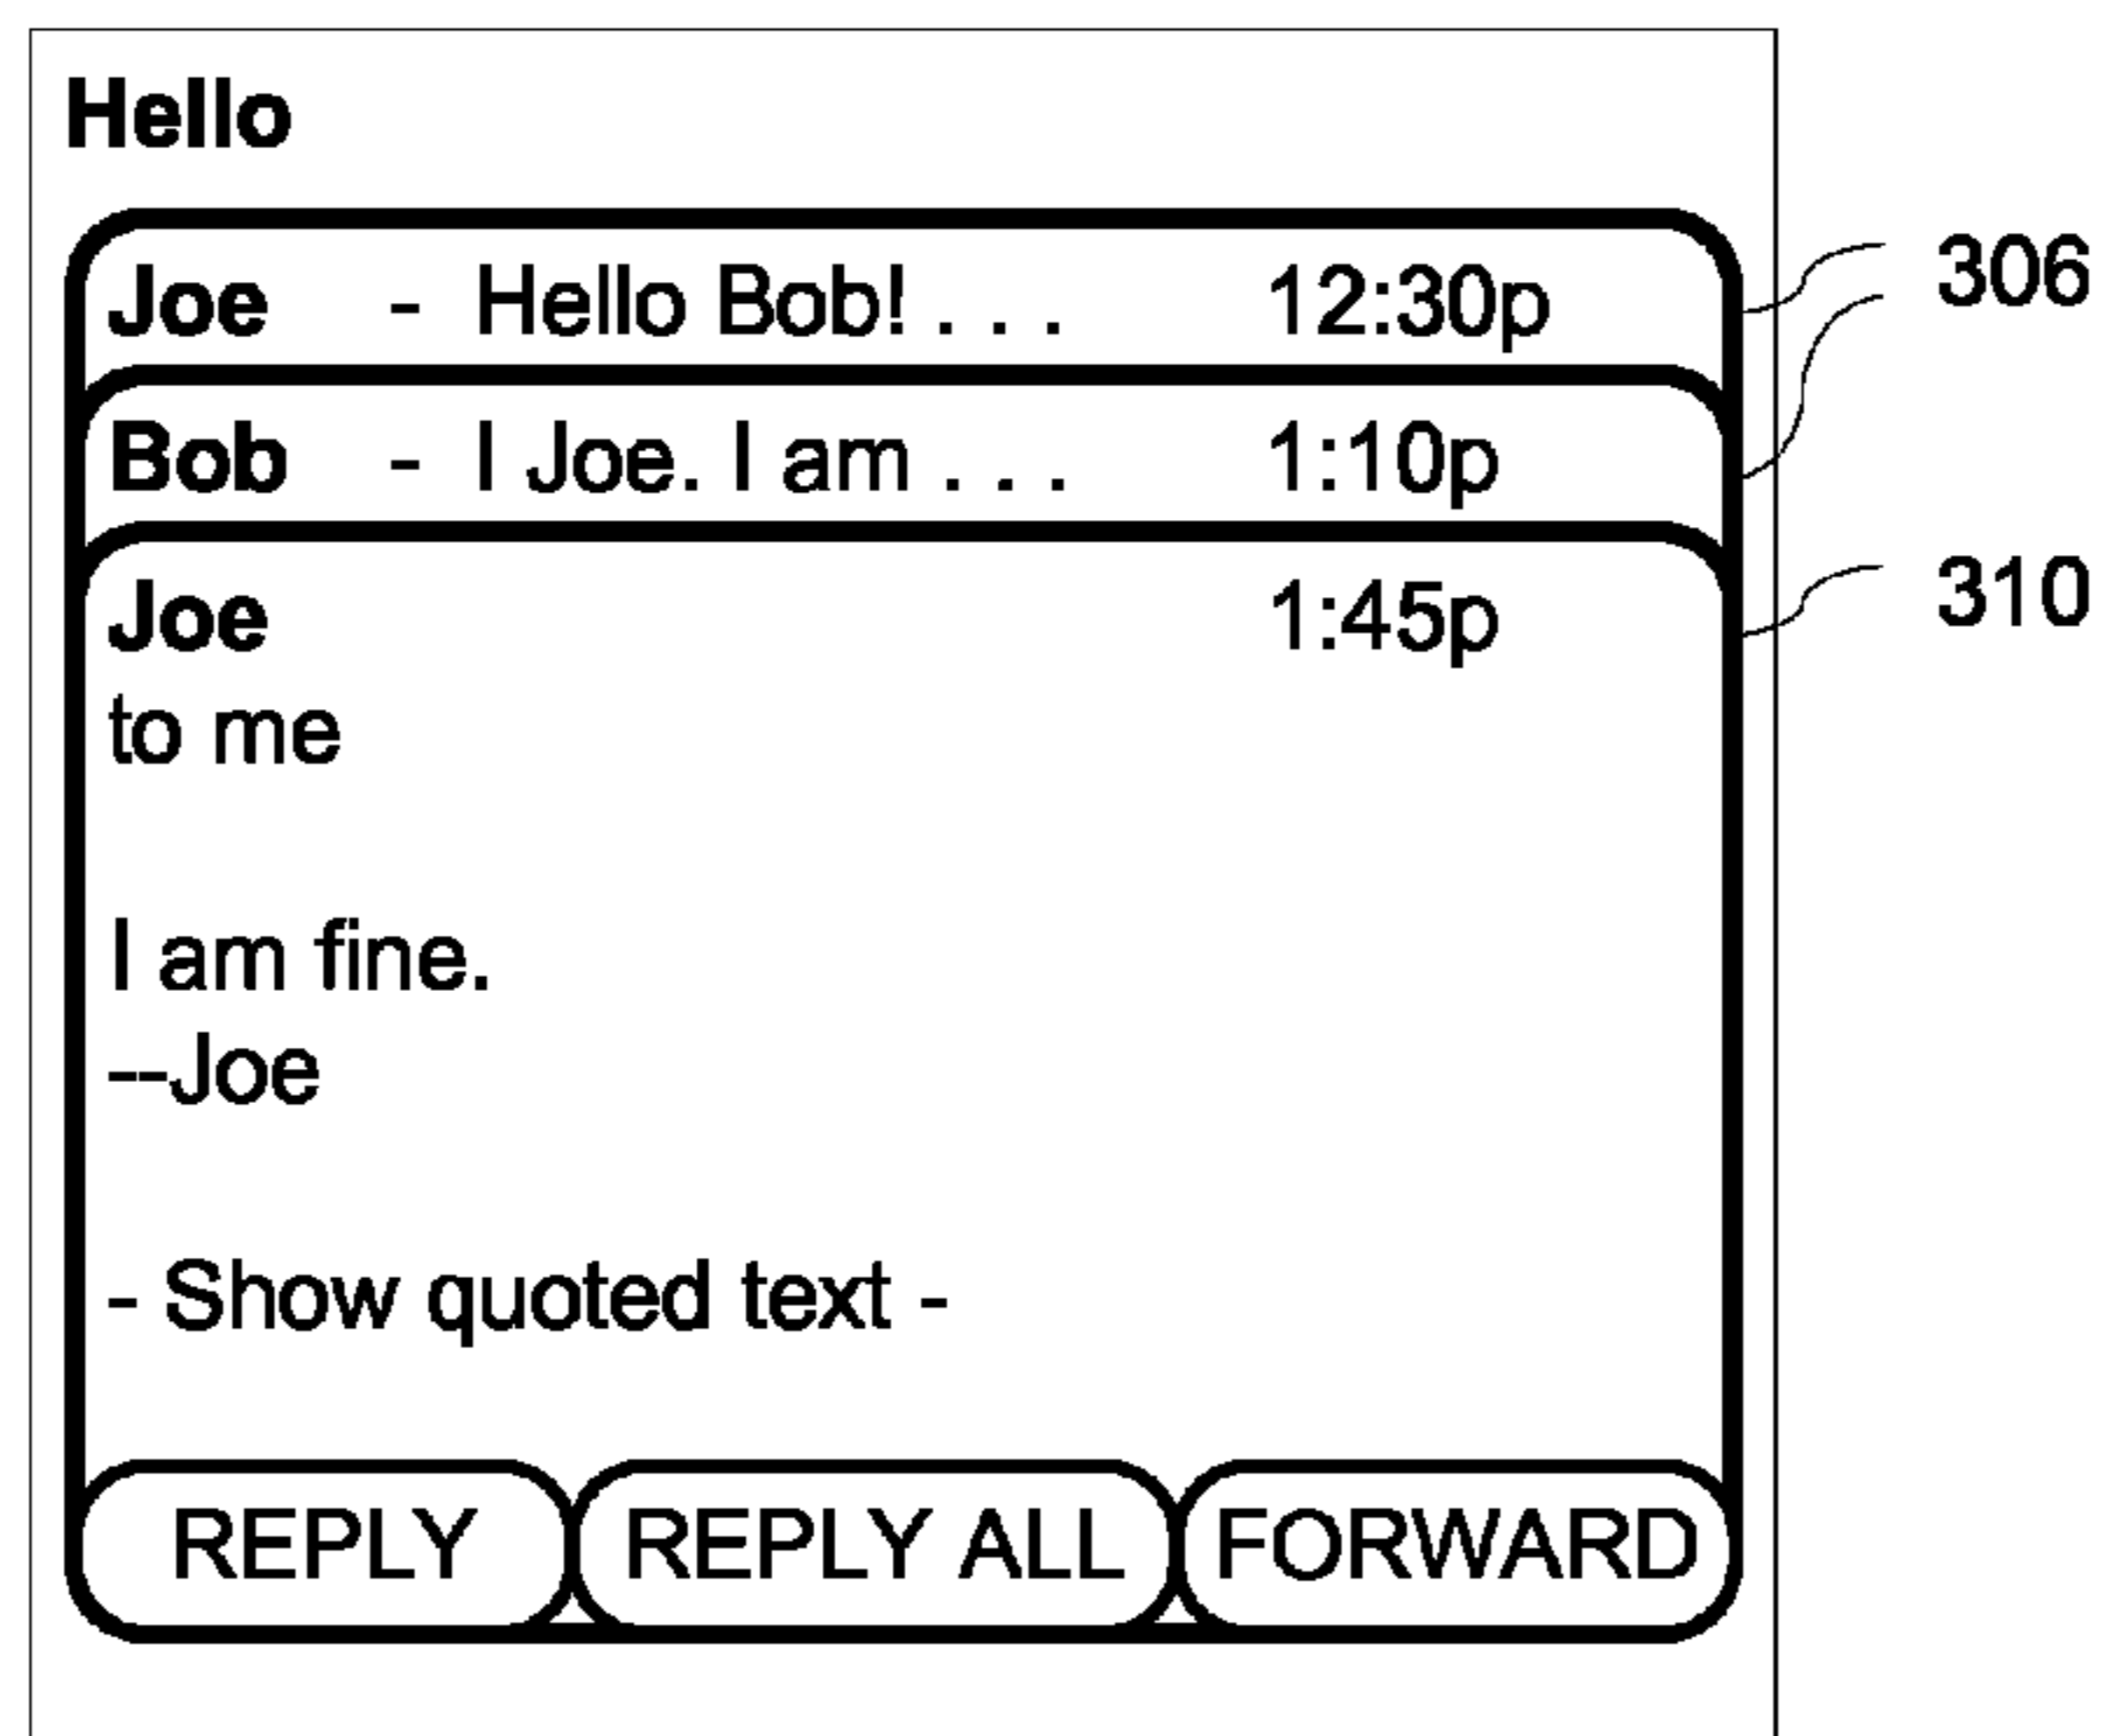 Hello
Joe - Hello Bob! . . . 12:30p
306
Bob - I Joe. I am . . . 1:10p
Joe 1:45p
310
to me
I am fine.
--Joe
- Show quoted text -
REPLY REPLY ALL FORWARD